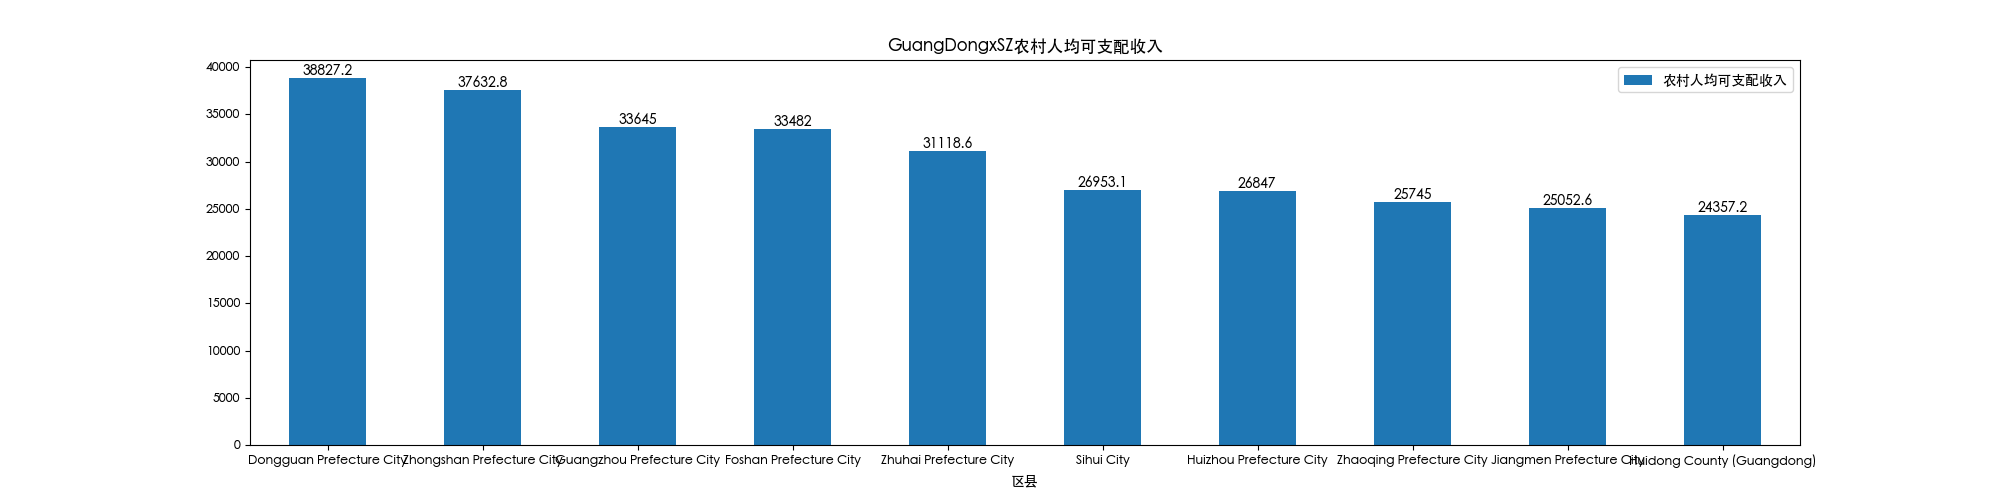 GuangDongxSZ农村人均可支配收入
农村人均可支配收入
40000
35000
30000
25000
20000
15000
10000
5000
0
38827.2
37632.8
33645
33482
31118.6
26953.1
26847
25745
25052.6
24357.2
Dongguan Prefecture City
Zhongshan Prefecture City
Guangzhou Prefecture City
Foshan Prefecture City
Zhuhai Prefecture City
Sihui City
Huizhou Prefecture City
Zhaoqing Prefecture City
Jiangmen Prefecture City
Huidong County (Guangdong)
区县